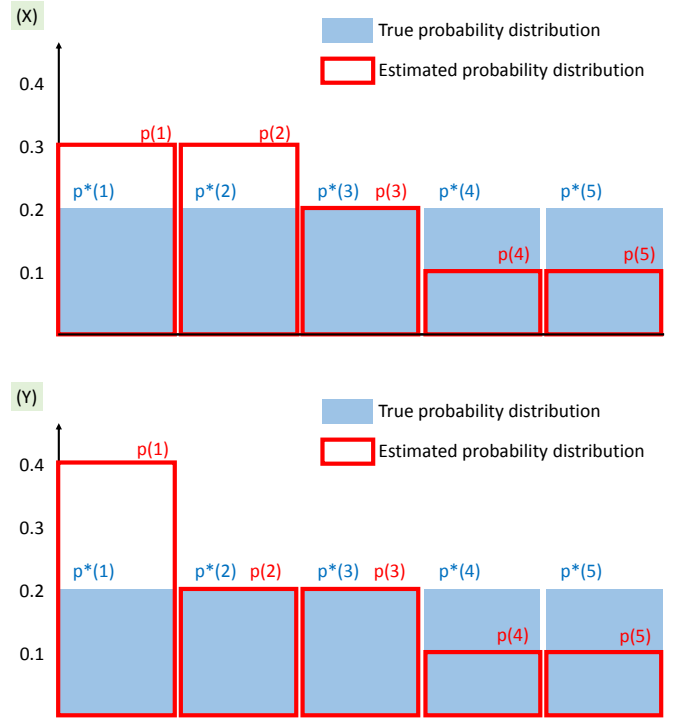 (X)
True probability distribution
Estimated probability distribution
0.4
0.3
p(1)
p(2)
p*(1)
p*(2)
p*(3) p(3)
p*(4)
p*(5)
0.2
p(4)
p(5)
0.1
(Y)
True probability distribution
Estimated probability distribution
p(1)
0.4
0.3
p*(1)
p*(2) p(2)
p*(3) p(3)
p*(4)
p*(5)
0.2
p(4)
p(5)
0.1